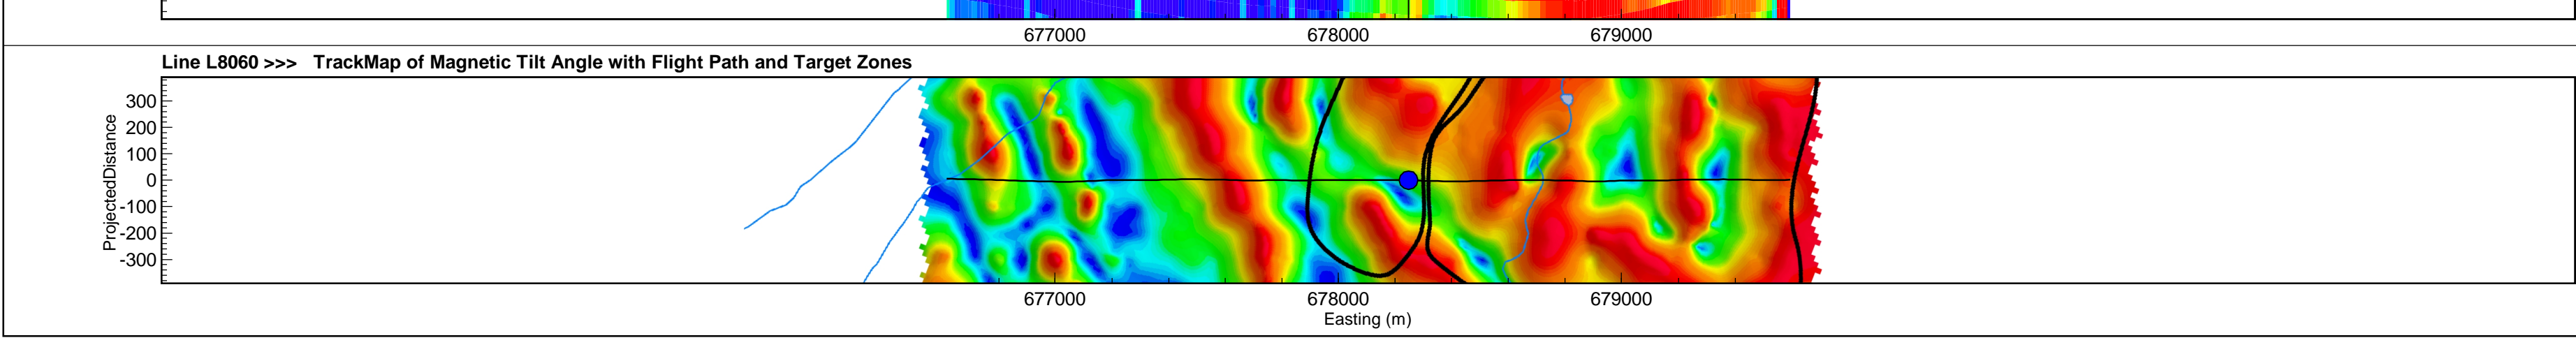 677000 678000 679000
Line L8060 >>> TrackMap of Magnetic Tilt Angle with Flight Path and Target Zones
300
200
100
0
-100
-200
-300
ProjectedDistance
677000 678000 679000
Easting (m)